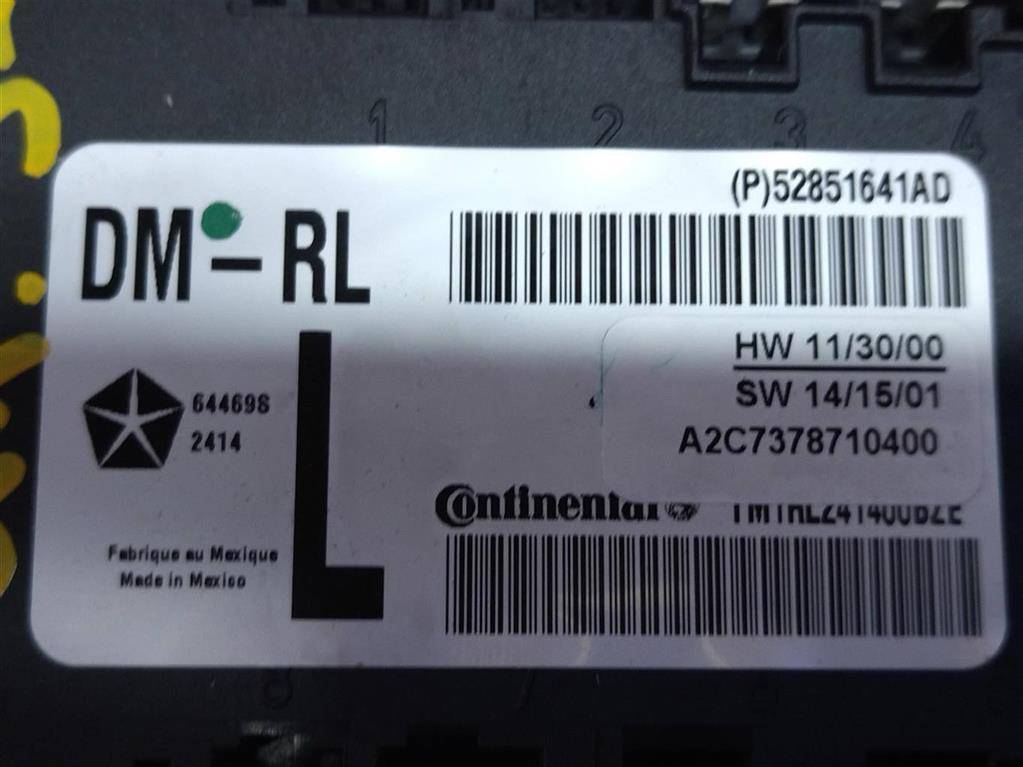 1 2 3 4
(P)52851641AD
DM-RL
HW 11/30/00
SW 14/15/01
A2C7378710400
64469S
2414
L
Continental
Fabrique au Mexique
Made in Mexico